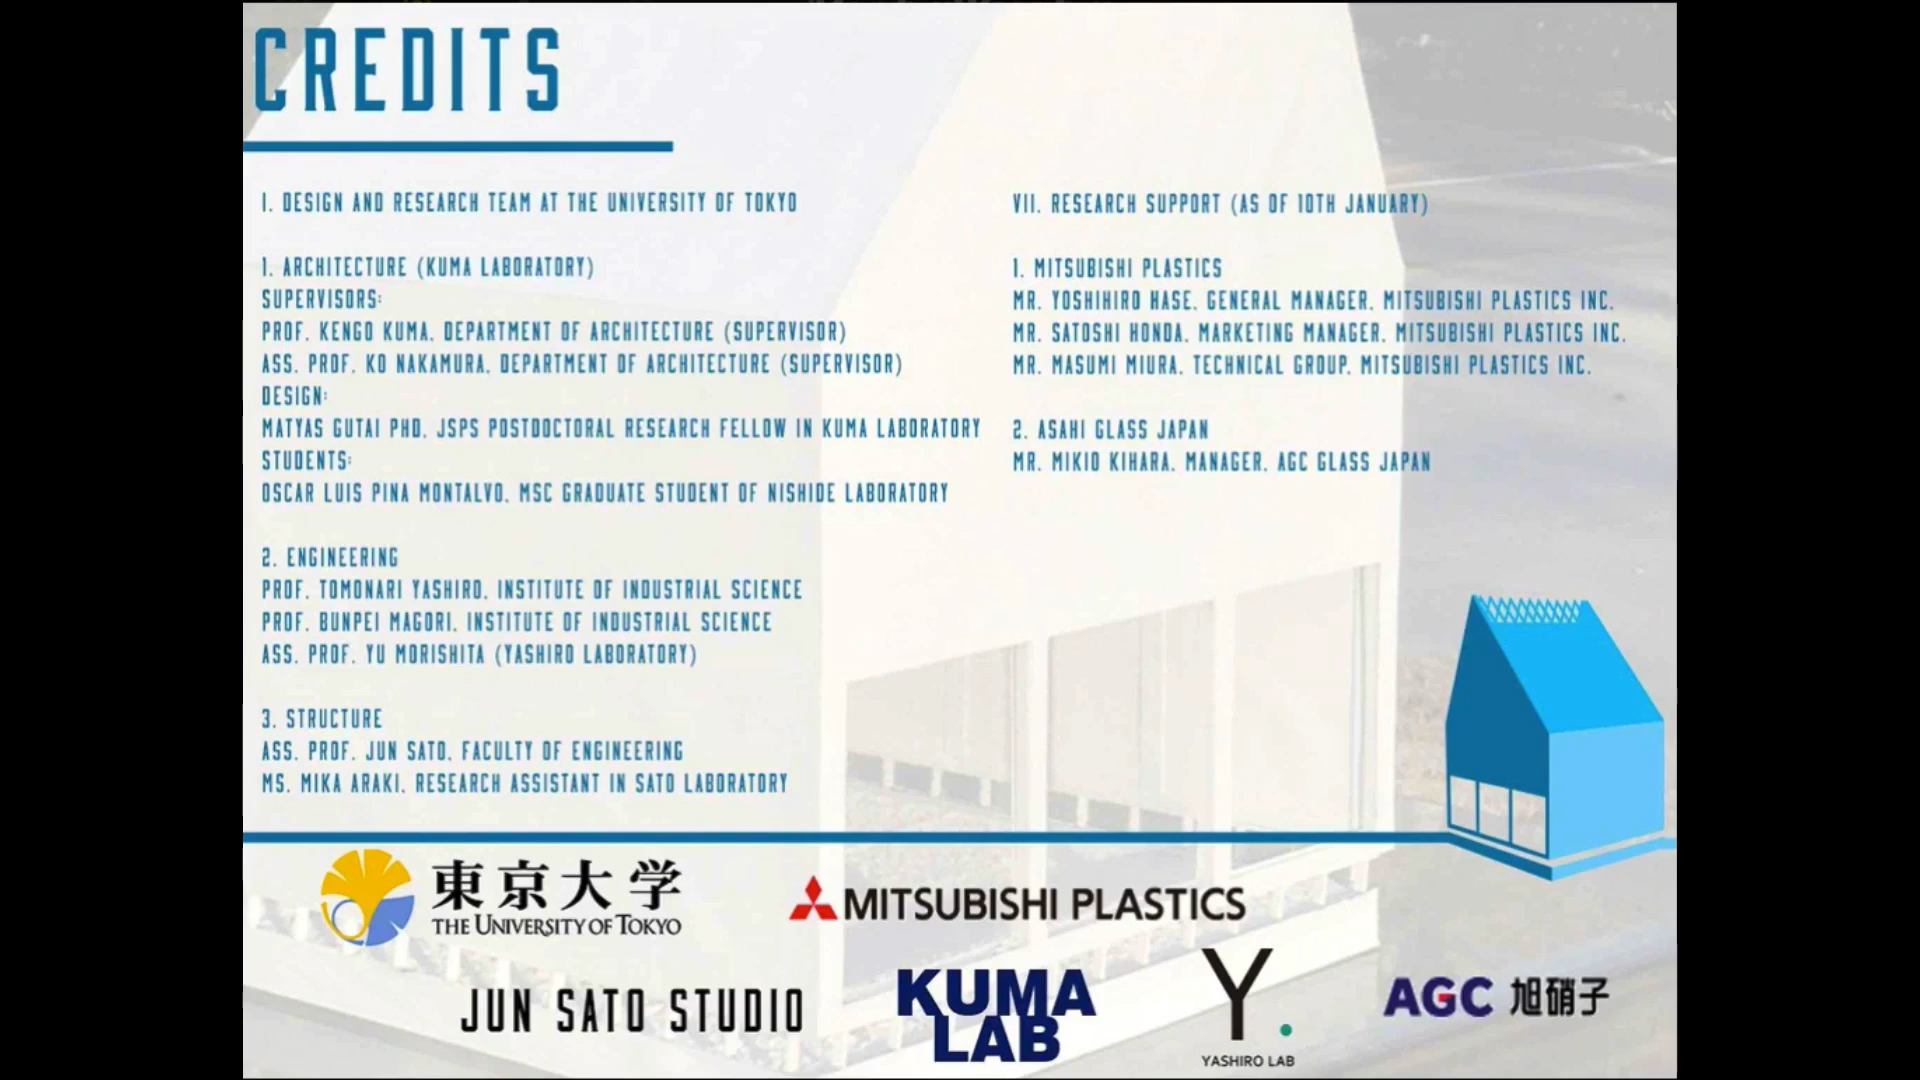 CREDITS
I. DESIGN AND RESEARCH TEAM AT THE UNIVERSITY OF TOKYO
1. ARCHITECTURE (KUMA LABORATORY)
SUPERVISORS:
PROF. KENGO KUMA, DEPARTMENT OF ARCHITECTURE (SUPERVISOR)
ASS. PROF. KO NAKAMURA, DEPARTMENT OF ARCHITECTURE (SUPERVISOR)
DESIGN:
MATYAS GUTAI PHD, JSPS POSTDOCTORAL RESEARCH FELLOW IN KUMA LABORATORY
STUDENTS:
OSCAR LUIS PINA MONTALVO, MSC GRADUATE STUDENT OF NISHIDE LABORATORY
2. ENGINEERING
PROF. TOMONARI YASHIRO, INSTITUTE OF INDUSTRIAL SCIENCE
PROF. BUNPEI MAGORI, INSTITUTE OF INDUSTRIAL SCIENCE
ASS. PROF. YU MORISHITA (YASHIRO LABORATORY)
3. STRUCTURE
ASS. PROF. JUN SATO, FACULTY OF ENGINEERING
MS. MIKA ARAKI, RESEARCH ASSISTANT IN SATO LABORATORY
VII. RESEARCH SUPPORT (AS OF 10TH JANUARY)
1. MITSUBISHI PLASTICS
MR. YOSHIHIRO HASE, GENERAL MANAGER, MITSUBISHI PLASTICS INC.
MR. SATOSHI HONDA, MARKETING MANAGER, MITSUBISHI PLASTICS INC.
MR. MASUMI MIURA, TECHNICAL GROUP, MITSUBISHI PLASTICS INC.
2. ASAHI GLASS JAPAN
MR. MIKIO KIHARA, MANAGER, AGC GLASS JAPAN
東京大学
THE UNIVERSITY OF TOKYO
MITSUBISHI PLASTICS
JUN SATO STUDIO
KUMA
LAB
Y.
YASHIRO LAB
AGC 旭硝子